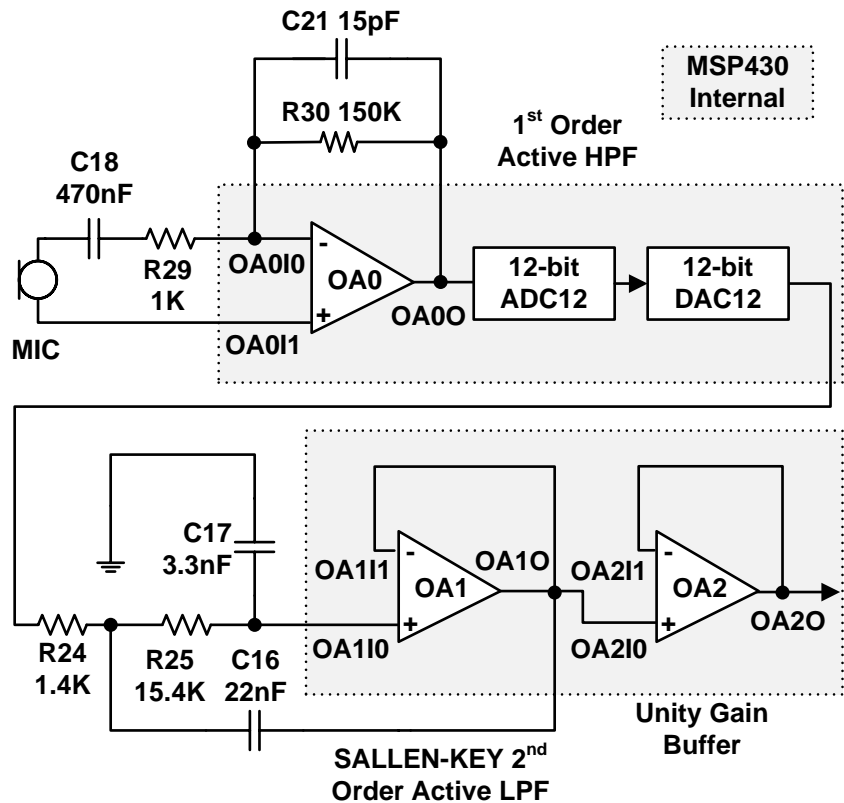 C21 15pF
R30 150K
MSP430
Internal
1st Order
Active HPF
C18
470nF
R29
1K
MIC
OA0I0
OA0I1
-
+
OA0
OA0O
12-bit
ADC12
12-bit
DAC12
C17
3.3nF
R24
1.4K
R25
15.4K
C16
22nF
OA1I1
OA1I0
-
+
OA1
OA1O
OA2I1
OA2I0
-
+
OA2
OA2O
SALLEN-KEY 2nd
Order Active LPF
Unity Gain
Buffer